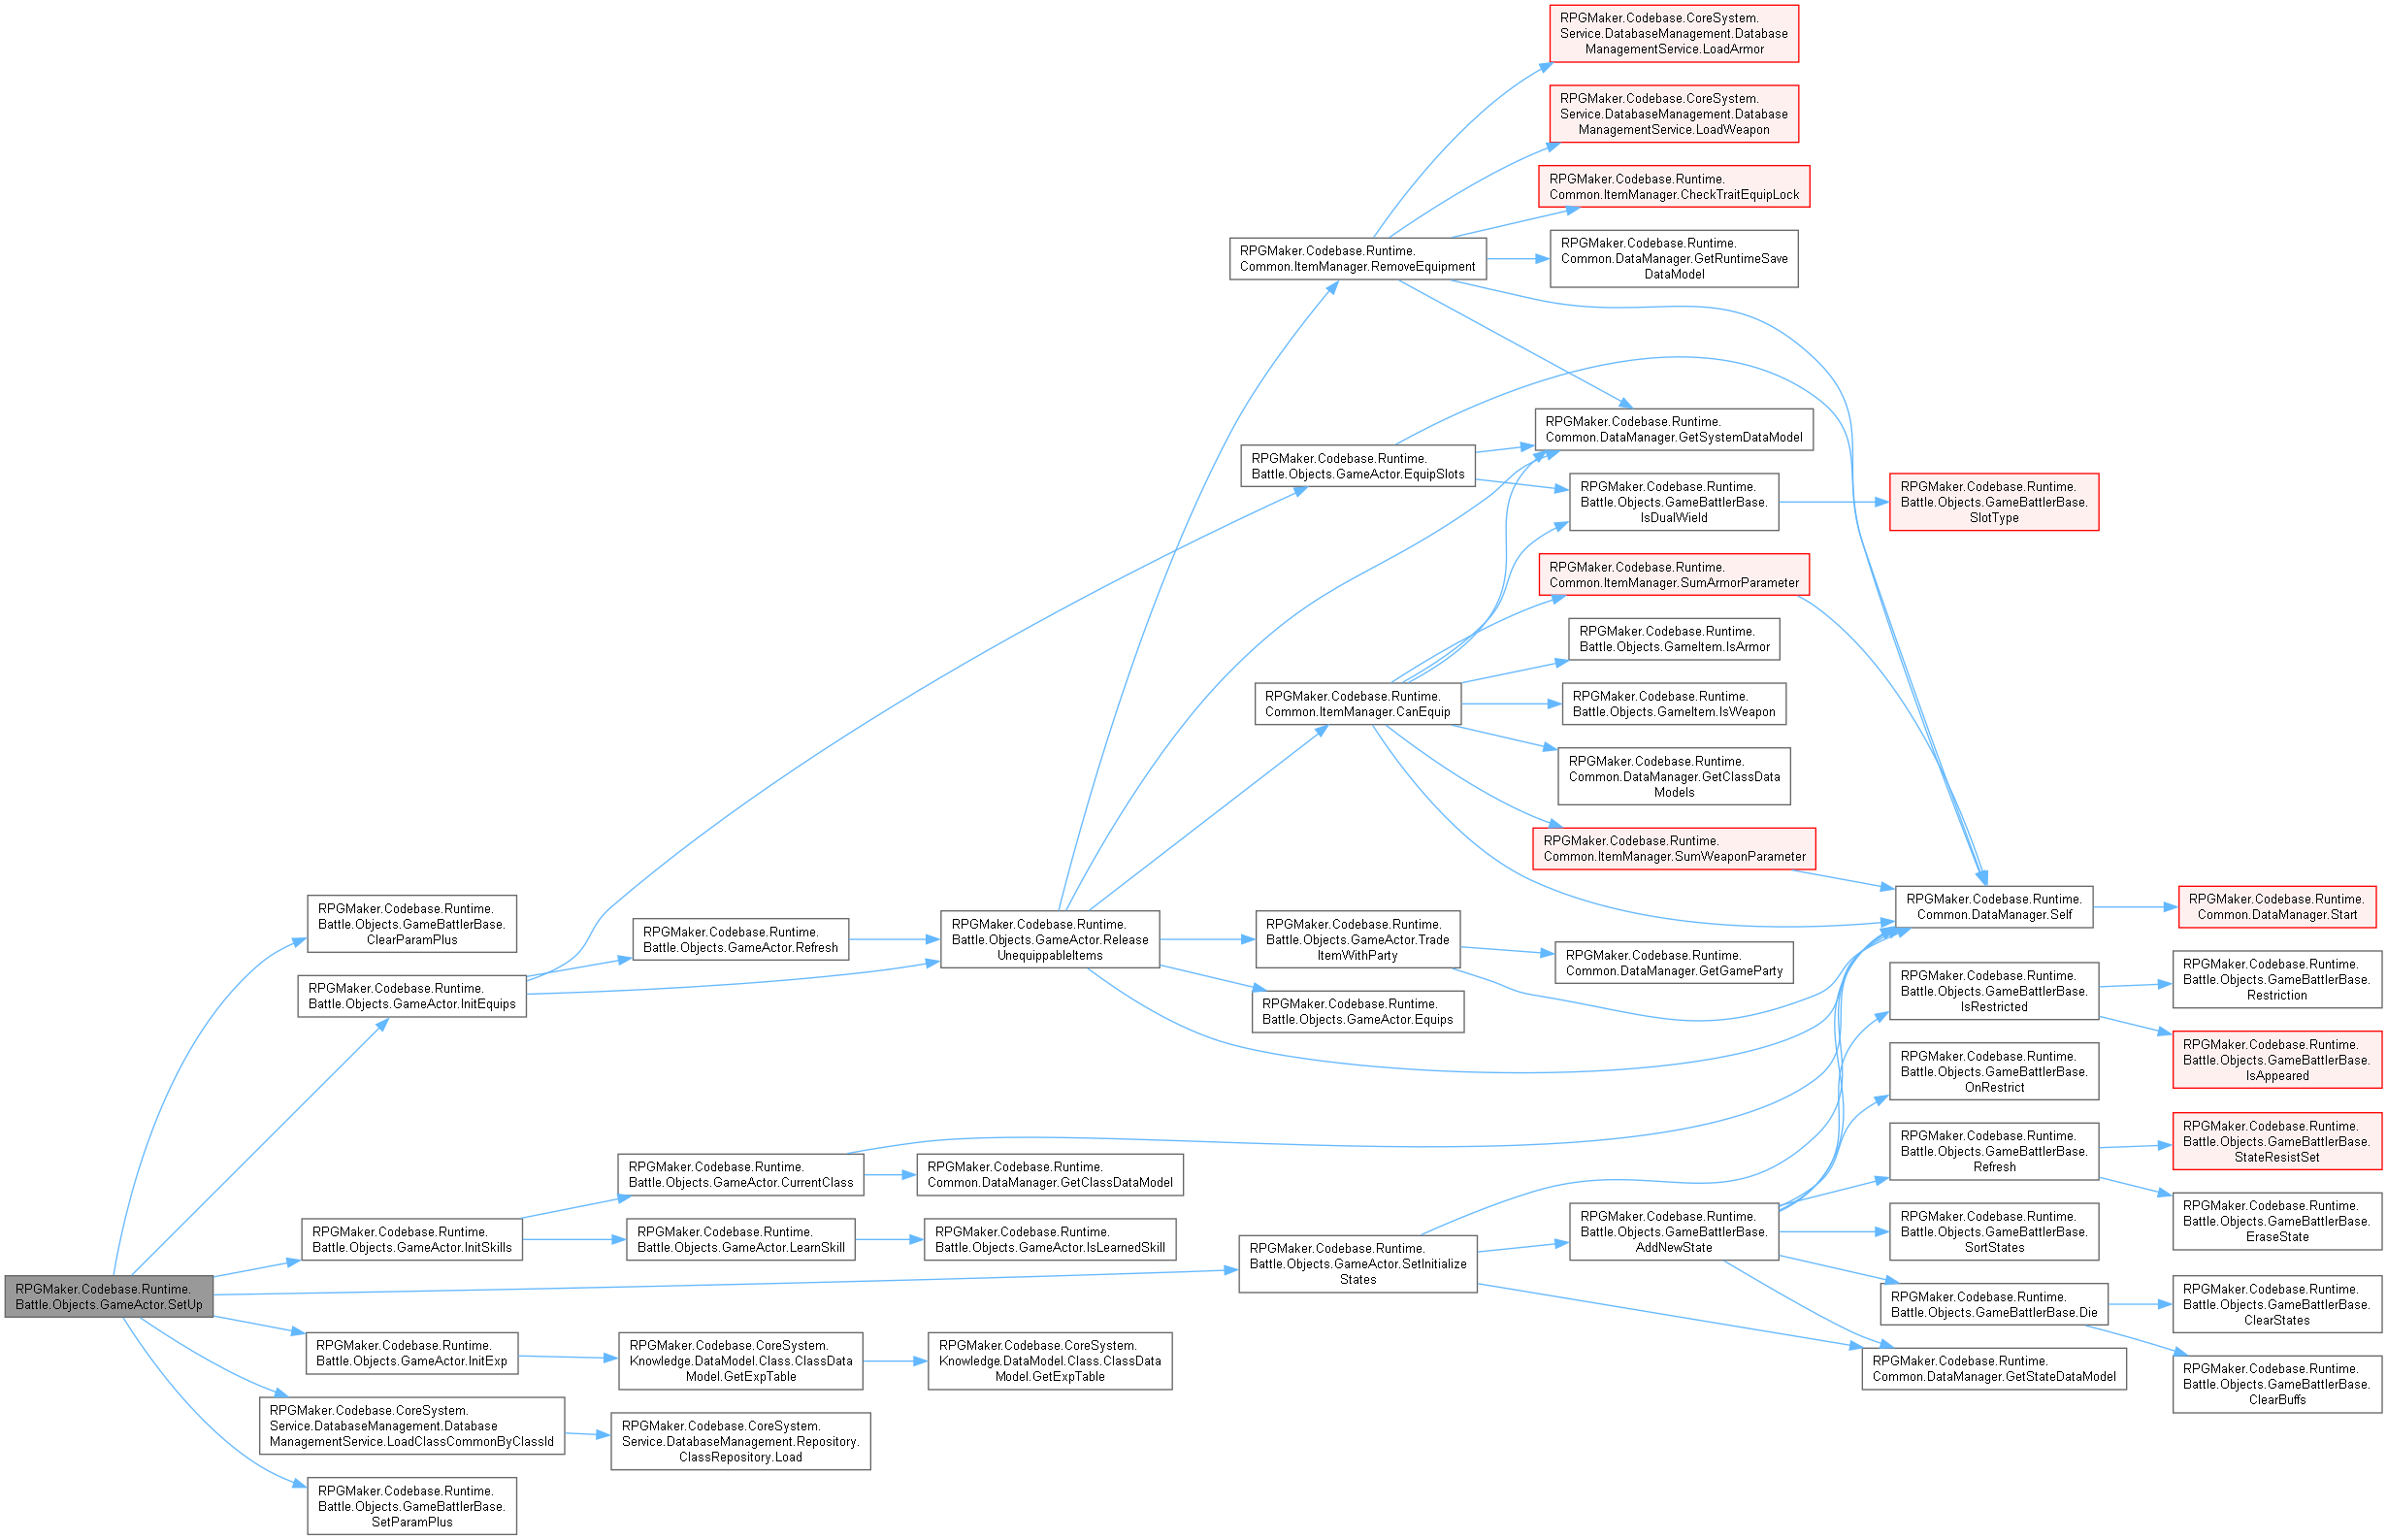 RPGMaker.Codebase.Runtime.
Battle.Objects.GameActor.SetUp
RPGMaker.Codebase.Runtime.
Battle.Objects.GameBattlerBase.
ClearParamPlus
RPGMaker.Codebase.Runtime.
Battle.Objects.GameActor.InitEquips
RPGMaker.Codebase.Runtime.
Battle.Objects.GameActor.InitSkills
RPGMaker.Codebase.Runtime.
Battle.Objects.GameActor.InitExp
RPGMaker.Codebase.CoreSystem.
Service.DatabaseManagement.Database
ManagementService.LoadClassCommonByClassId
RPGMaker.Codebase.Runtime.
Battle.Objects.GameBattlerBase.
SetParamPlus
RPGMaker.Codebase.Runtime.
Battle.Objects.GameActor.Refresh
RPGMaker.Codebase.Runtime.
Battle.Objects.GameActor.CurrentClass
RPGMaker.Codebase.Runtime.
Battle.Objects.GameActor.LearnSkill
RPGMaker.Codebase.CoreSystem.
Knowledge.DataModel.Class.ClassData
Model.GetExpTable
RPGMaker.Codebase.CoreSystem.
Service.DatabaseManagement.Repository.
ClassRepository.Load
RPGMaker.Codebase.Runtime.
Battle.Objects.GameActor.Release
UnequippableItems
RPGMaker.Codebase.Runtime.
Common.DataManager.GetClassDataModel
RPGMaker.Codebase.Runtime.
Battle.Objects.GameActor.IsLearnedSkill
RPGMaker.Codebase.CoreSystem.
Knowledge.DataModel.Class.ClassData
Model.GetExpTable
RPGMaker.Codebase.Runtime.
Common.ItemManager.RemoveEquipment
RPGMaker.Codebase.Runtime.
Battle.Objects.GameActor.EquipSlots
RPGMaker.Codebase.Runtime.
Common.ItemManager.CanEquip
RPGMaker.Codebase.Runtime.
Battle.Objects.GameActor.Trade
ItemWithParty
RPGMaker.Codebase.Runtime.
Battle.Objects.GameActor.Equips
RPGMaker.Codebase.Runtime.
Battle.Objects.GameActor.SetInitialize
States
RPGMaker.Codebase.CoreSystem.
Service.DatabaseManagement.Database
ManagementService.LoadArmor
RPGMaker.Codebase.CoreSystem.
Service.DatabaseManagement.Database
ManagementService.LoadWeapon
RPGMaker.Codebase.Runtime.
Common.ItemManager.CheckTraitEquipLock
RPGMaker.Codebase.Runtime.
Common.DataManager.GetRuntimeSave
DataModel
RPGMaker.Codebase.Runtime.
Common.DataManager.GetSystemDataModel
RPGMaker.Codebase.Runtime.
Battle.Objects.GameBattlerBase.
IsDualWield
RPGMaker.Codebase.Runtime.
Common.ItemManager.SumArmorParameter
RPGMaker.Codebase.Runtime.
Battle.Objects.GameItem.IsArmor
RPGMaker.Codebase.Runtime.
Battle.Objects.GameItem.IsWeapon
RPGMaker.Codebase.Runtime.
Common.DataManager.GetClassData
Models
RPGMaker.Codebase.Runtime.
Common.ItemManager.SumWeaponParameter
RPGMaker.Codebase.Runtime.
Common.DataManager.GetGameParty
RPGMaker.Codebase.Runtime.
Battle.Objects.GameBattlerBase.
AddNewState
RPGMaker.Codebase.Runtime.
Battle.Objects.GameBattlerBase.
SlotType
RPGMaker.Codebase.Runtime.
Common.DataManager.Self
RPGMaker.Codebase.Runtime.
Battle.Objects.GameBattlerBase.
IsRestricted
RPGMaker.Codebase.Runtime.
Battle.Objects.GameBattlerBase.
OnRestrict
RPGMaker.Codebase.Runtime.
Battle.Objects.GameBattlerBase.
Refresh
RPGMaker.Codebase.Runtime.
Battle.Objects.GameBattlerBase.
SortStates
RPGMaker.Codebase.Runtime.
Battle.Objects.GameBattlerBase.Die
RPGMaker.Codebase.Runtime.
Common.DataManager.GetStateDataModel
RPGMaker.Codebase.Runtime.
Common.DataManager.Start
RPGMaker.Codebase.Runtime.
Battle.Objects.GameBattlerBase.
Restriction
RPGMaker.Codebase.Runtime.
Battle.Objects.GameBattlerBase.
IsAppeared
RPGMaker.Codebase.Runtime.
Battle.Objects.GameBattlerBase.
StateResistSet
RPGMaker.Codebase.Runtime.
Battle.Objects.GameBattlerBase.
EraseState
RPGMaker.Codebase.Runtime.
Battle.Objects.GameBattlerBase.
ClearStates
RPGMaker.Codebase.Runtime.
Battle.Objects.GameBattlerBase.
ClearBuffs